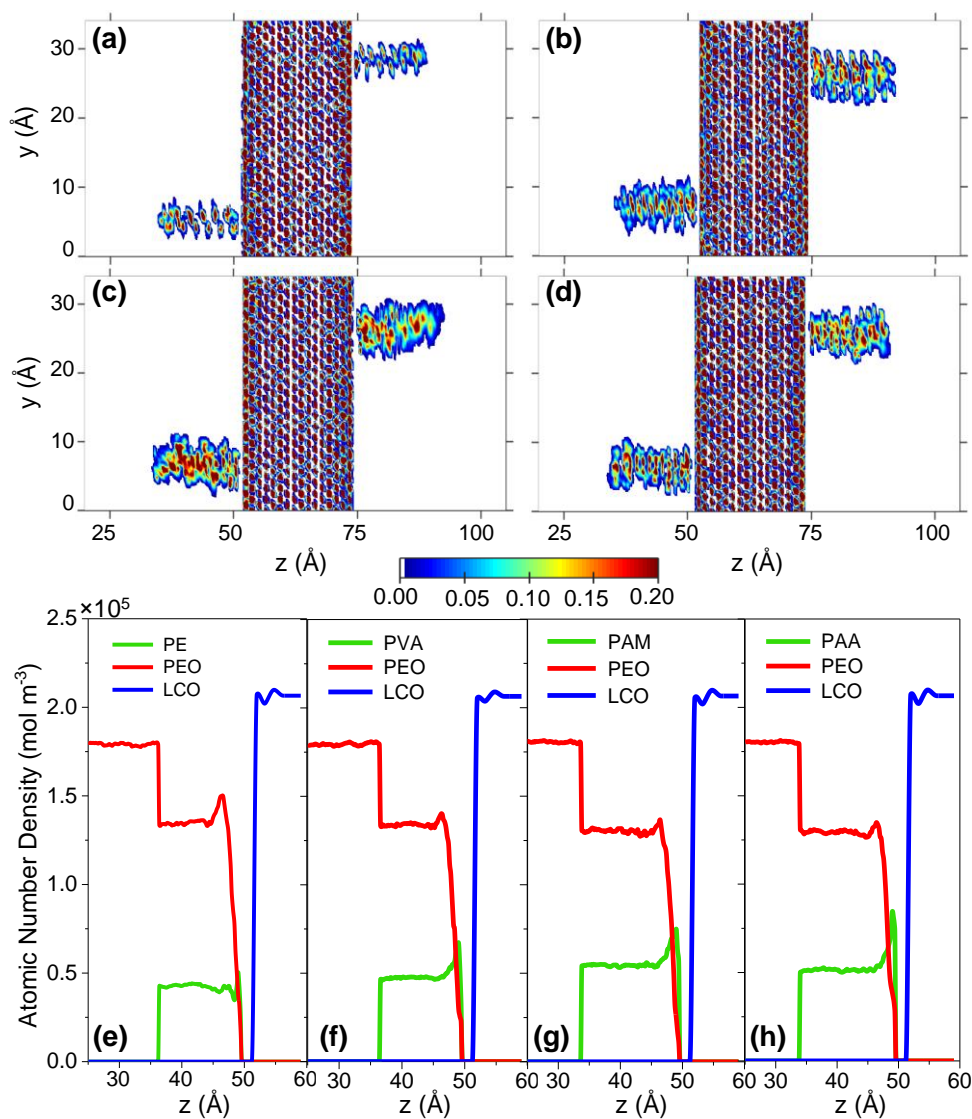 (a) (b)
30
20
10
0
y (Å)
(c) (d)
30
20
10
0
y (Å)
25 50 75 100 25 50 75 100
z (Å) z (Å)
0.00 0.05 0.10 0.15 0.20
×10⁵
2.5
2.0
1.5
1.0
0.5
0.0
Atomic Number Density (mol m⁻³)
PE
PEO
LCO
(e)
PVA
PEO
LCO
(f)
PAM
PEO
LCO
(g)
PAA
PEO
LCO
(h)
30 40 50 60 30 40 50 60 30 40 50 60 30 40 50 60
z (Å) z (Å) z (Å) z (Å)